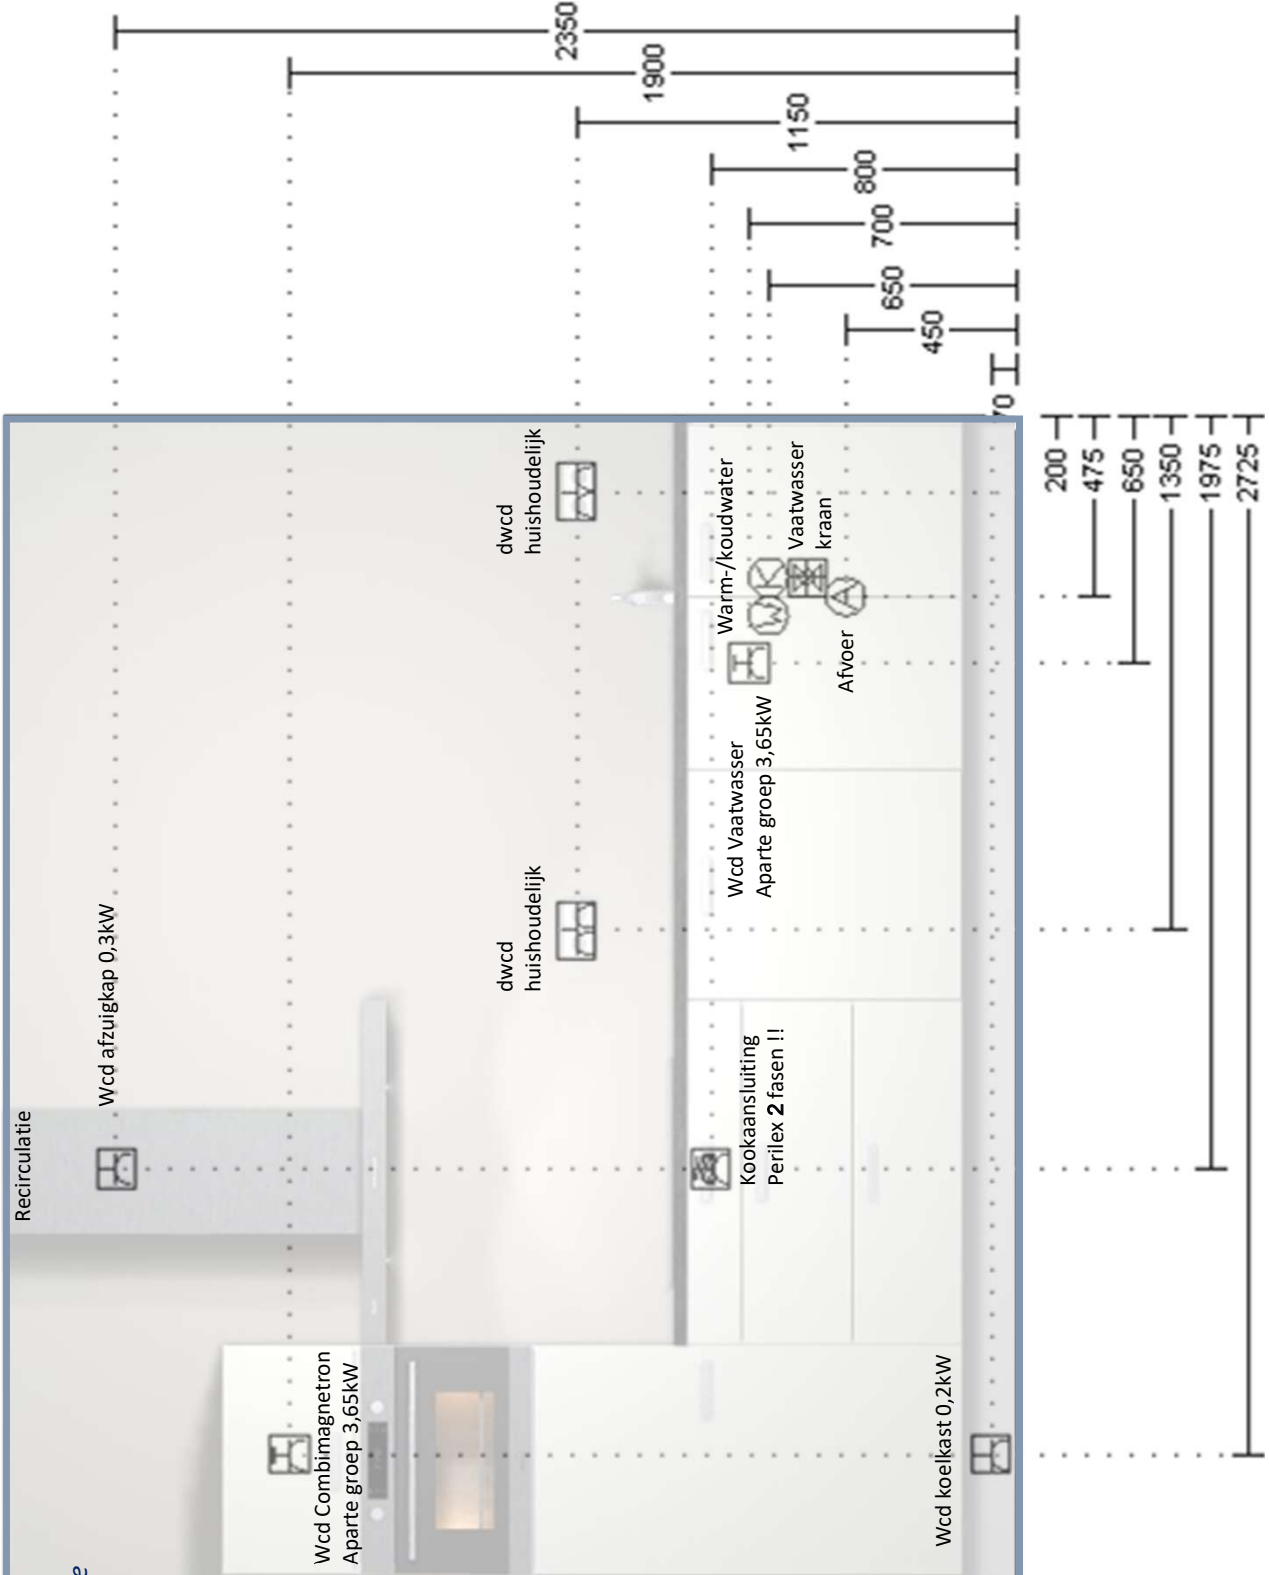 Recirculatie
Wcd afzuigkap 0,3kW
Wcd Combimagnetron
Aparte groep 3,65kW
dwcd
huishoudelijk
dwcd
huishoudelijk
Kookaansluiting
Perilex 2 fasen !!
Wcd Vaatwasser
Aparte groep 3,65kW
Warm-/koudwater
W
K
Vaatwasser
kraan
A
Afvoer
Wcd koelkast 0,2kW
2350
1900
1150
800
700
650
450
70
200
475
650
1350
1975
2725